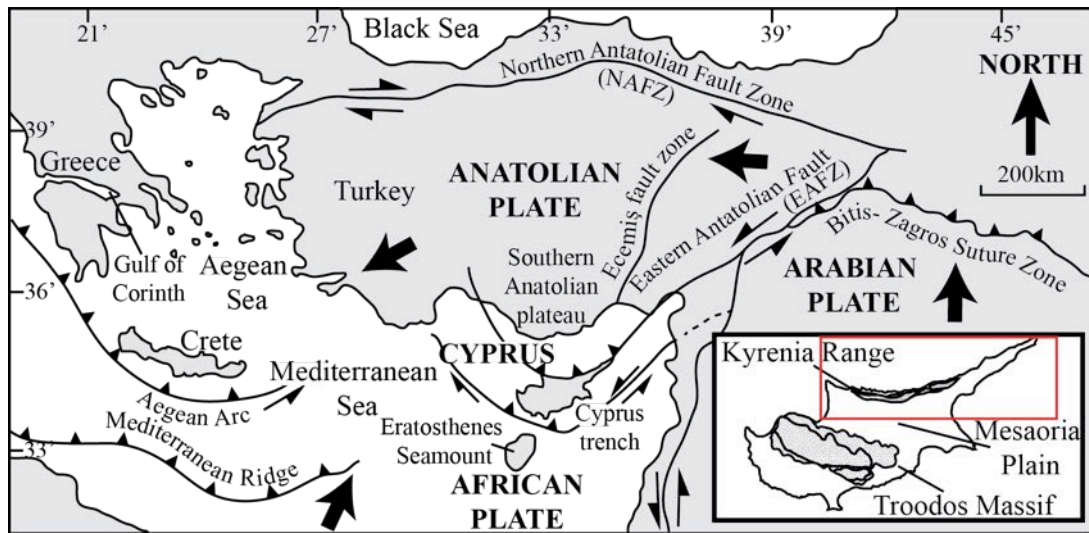 21'
27'
Black Sea
33'
39'
45'
Northern Antatolian Fault Zone
(NAFZ)
NORTH
39'
Greece
200km
Turkey
ANATOLIAN
PLATE
Ecemiş fault zone
Eastern Antatolian Fault
(EAFZ)
Bitis- Zagros Suture Zone
Gulf of
Corinth
Aegean
Sea
Southern
Anatolian
plateau
ARABIAN
PLATE
36'
Crete
CYPRUS
Kyrenia Range
Mediterranean
Sea
Aegean Arc
Mediterranean Ridge
Eratosthenes
Seamount
Cyprus
trench
Mesaoria
Plain
33'
AFRICAN
PLATE
Troodos Massif